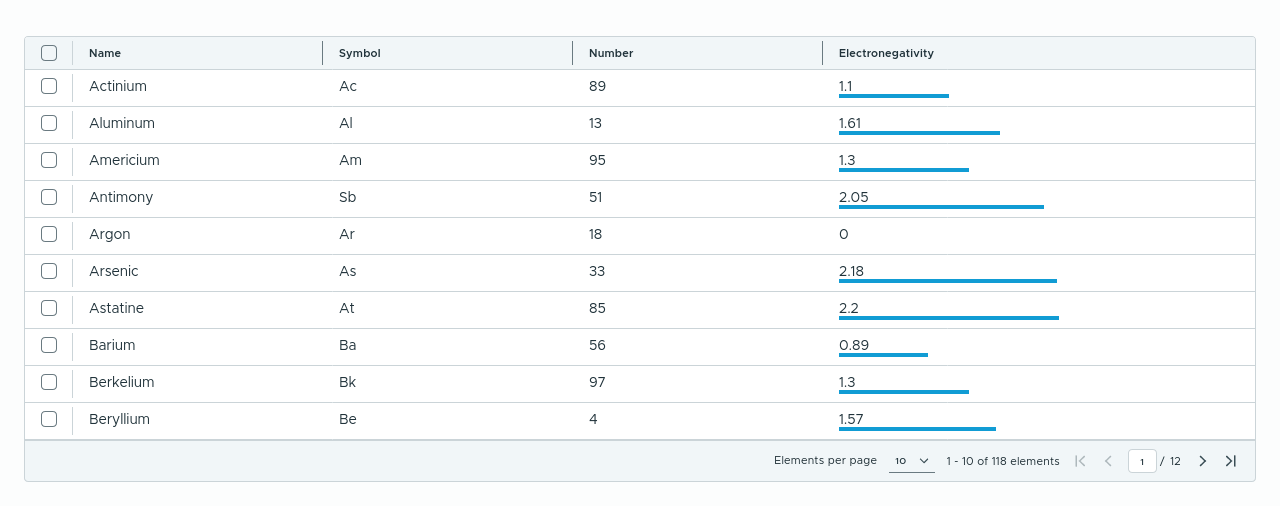 Name Symbol Number Electronegativity
Actinium Ac 89 1.1
Aluminum Al 13 1.61
Americium Am 95 1.3
Antimony Sb 51 2.05
Argon Ar 18 0
Arsenic As 33 2.18
Astatine At 85 2.2
Barium Ba 56 0.89
Berkelium Bk 97 1.3
Beryllium Be 4 1.57
Elements per page 10 1 - 10 of 118 elements 1 / 12